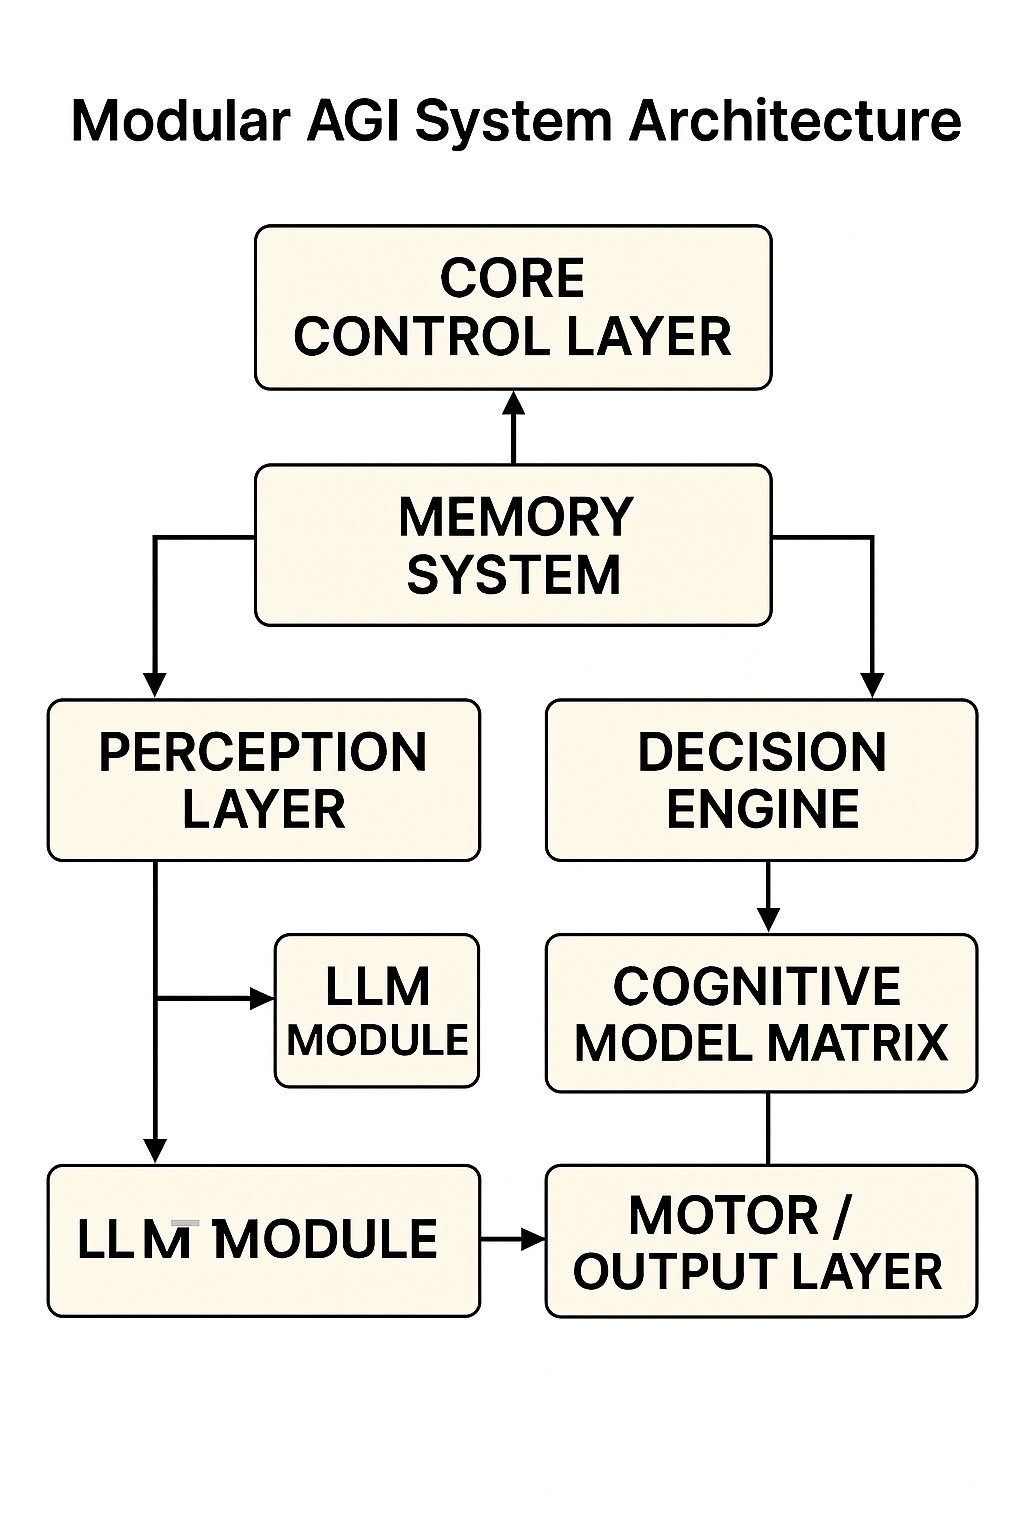 Modular AGI System Architecture
CORE
CONTROL LAYER
MEMORY
SYSTEM
PERCEPTION
LAYER
DECISION
ENGINE
LLM
MODULE
COGNITIVE
MODEL MATRIX
LLM MODULE
MOTOR /
OUTPUT LAYER